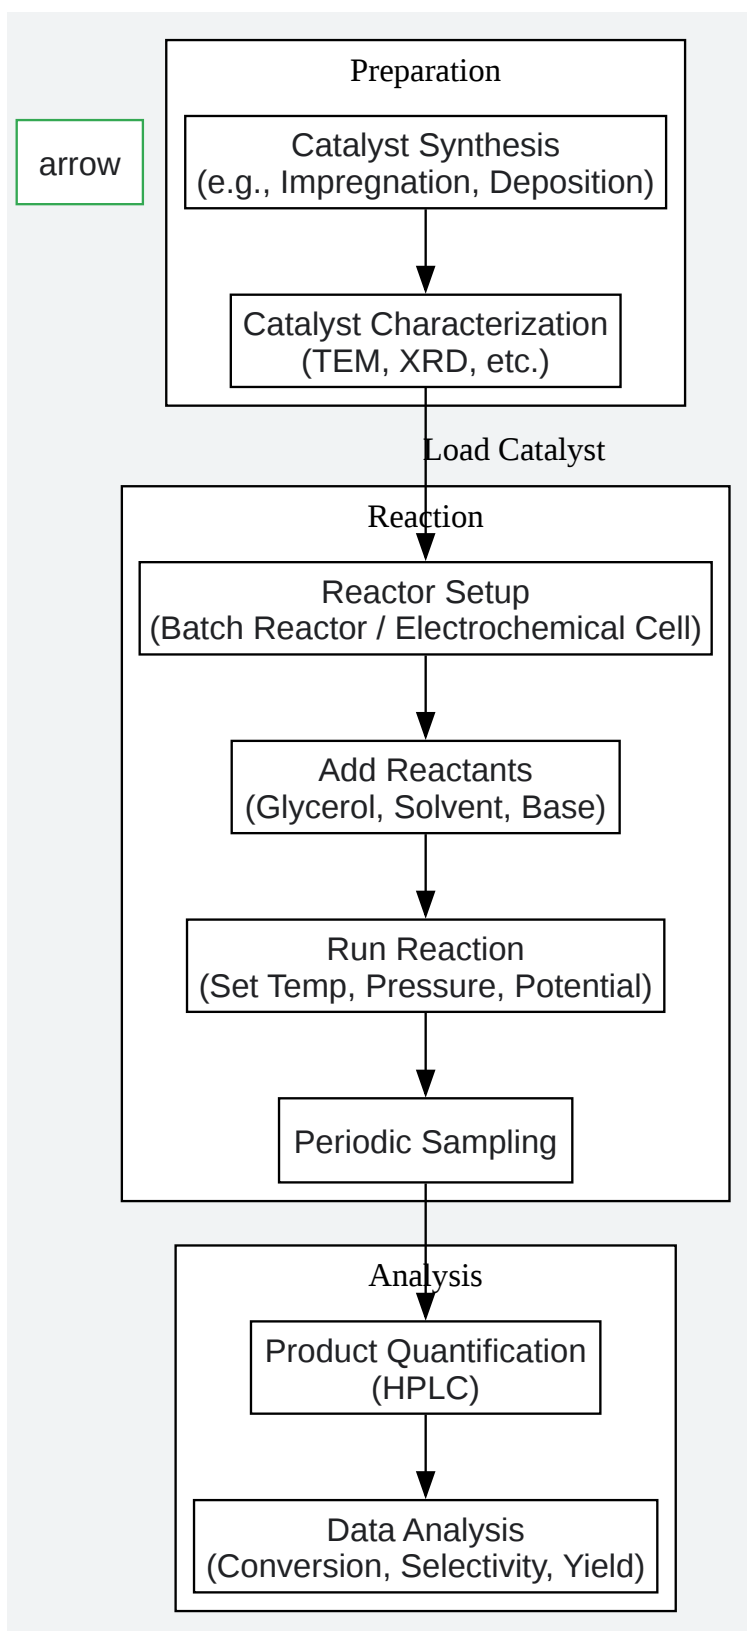 Preparation
arrow
Catalyst Synthesis
(e.g., Impregnation, Deposition)
Catalyst Characterization
(TEM, XRD, etc.)
Load Catalyst
Reaction
Reactor Setup
(Batch Reactor / Electrochemical Cell)
Add Reactants
(Glycerol, Solvent, Base)
Run Reaction
(Set Temp, Pressure, Potential)
Periodic Sampling
Analysis
Product Quantification
(HPLC)
Data Analysis
(Conversion, Selectivity, Yield)